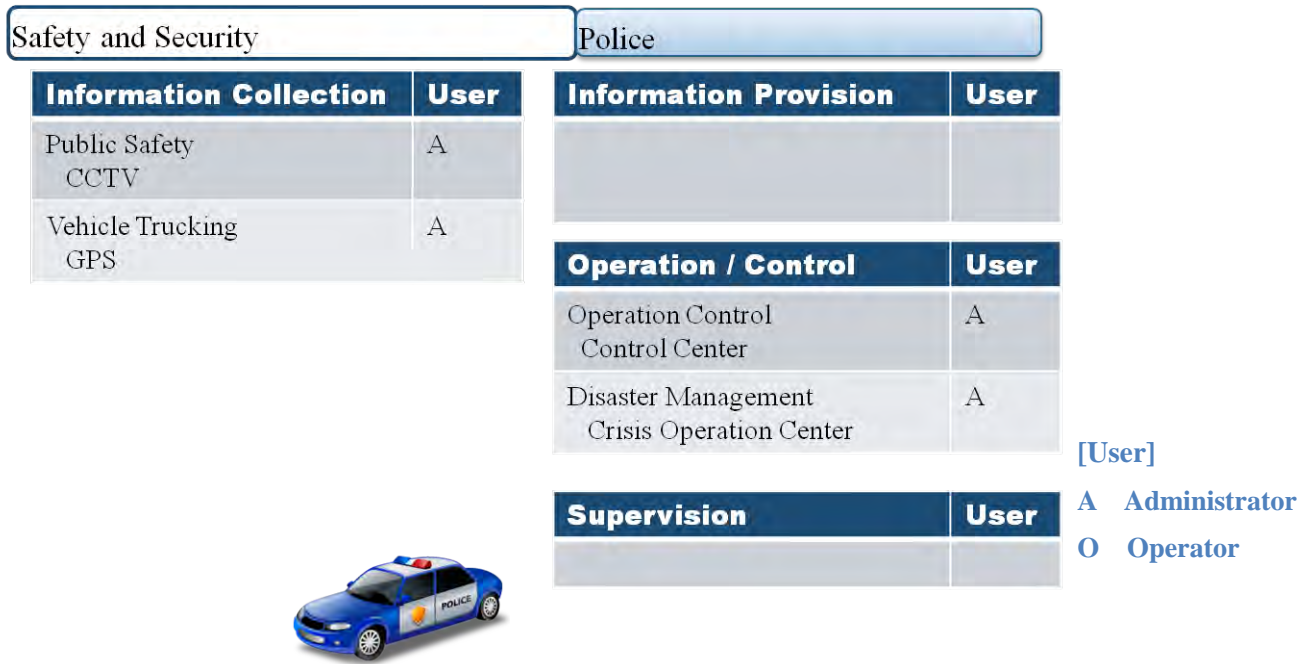 Safety and Security
Police
Information Collection User
Public Safety A
CCTV
Vehicle Trucking A
GPS
Information Provision User
Operation / Control User
Operation Control A
Control Center
Disaster Management A
Crisis Operation Center
Supervision User
[User]
A Administrator
O Operator
POLICE